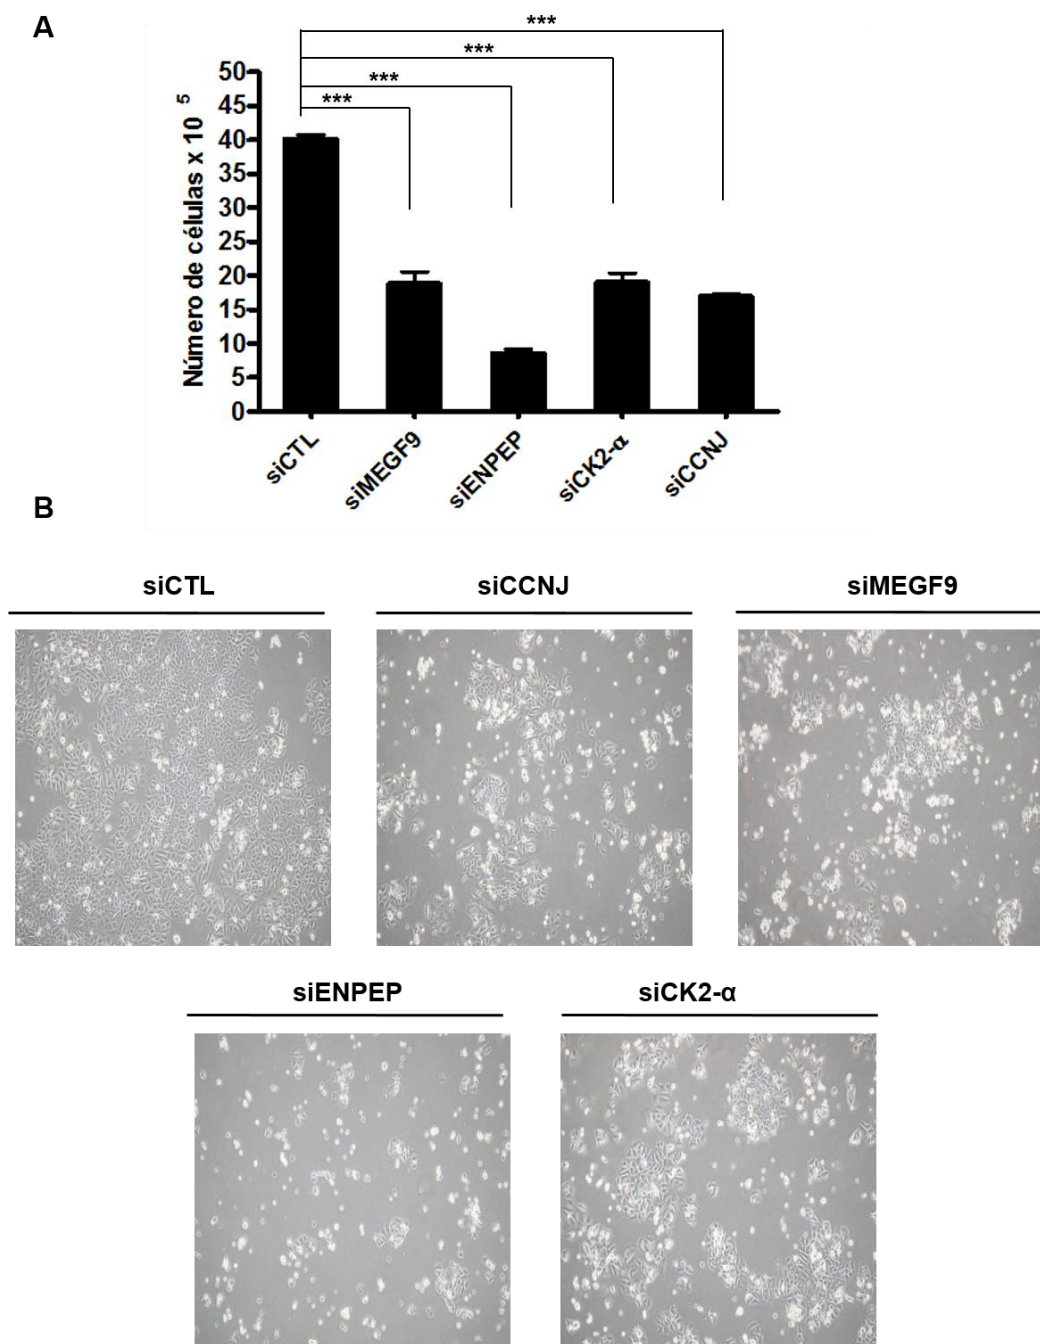 A
***
***
***
***
Número de células x 10 5
50
45
40
35
30
25
20
15
10
5
0
siCTL
siMEGF9
siENPEP
siCK2-α
siCCNJ
B
siCTL
siCCNJ
siMEGF9
siENPEP
siCK2-α